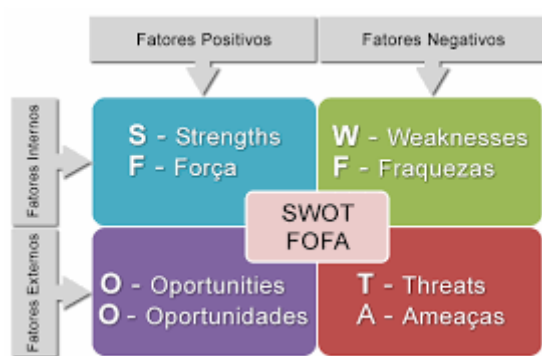 Fatores Positivos
Fatores Negativos
Fatores Internos
S - Strengths
F - Força
W - Weaknesses
F - Fraquezas
SWOT
FOFA
Fatores Externos
O - Oportunities
O - Oportunidades
T - Threats
A - Ameaças